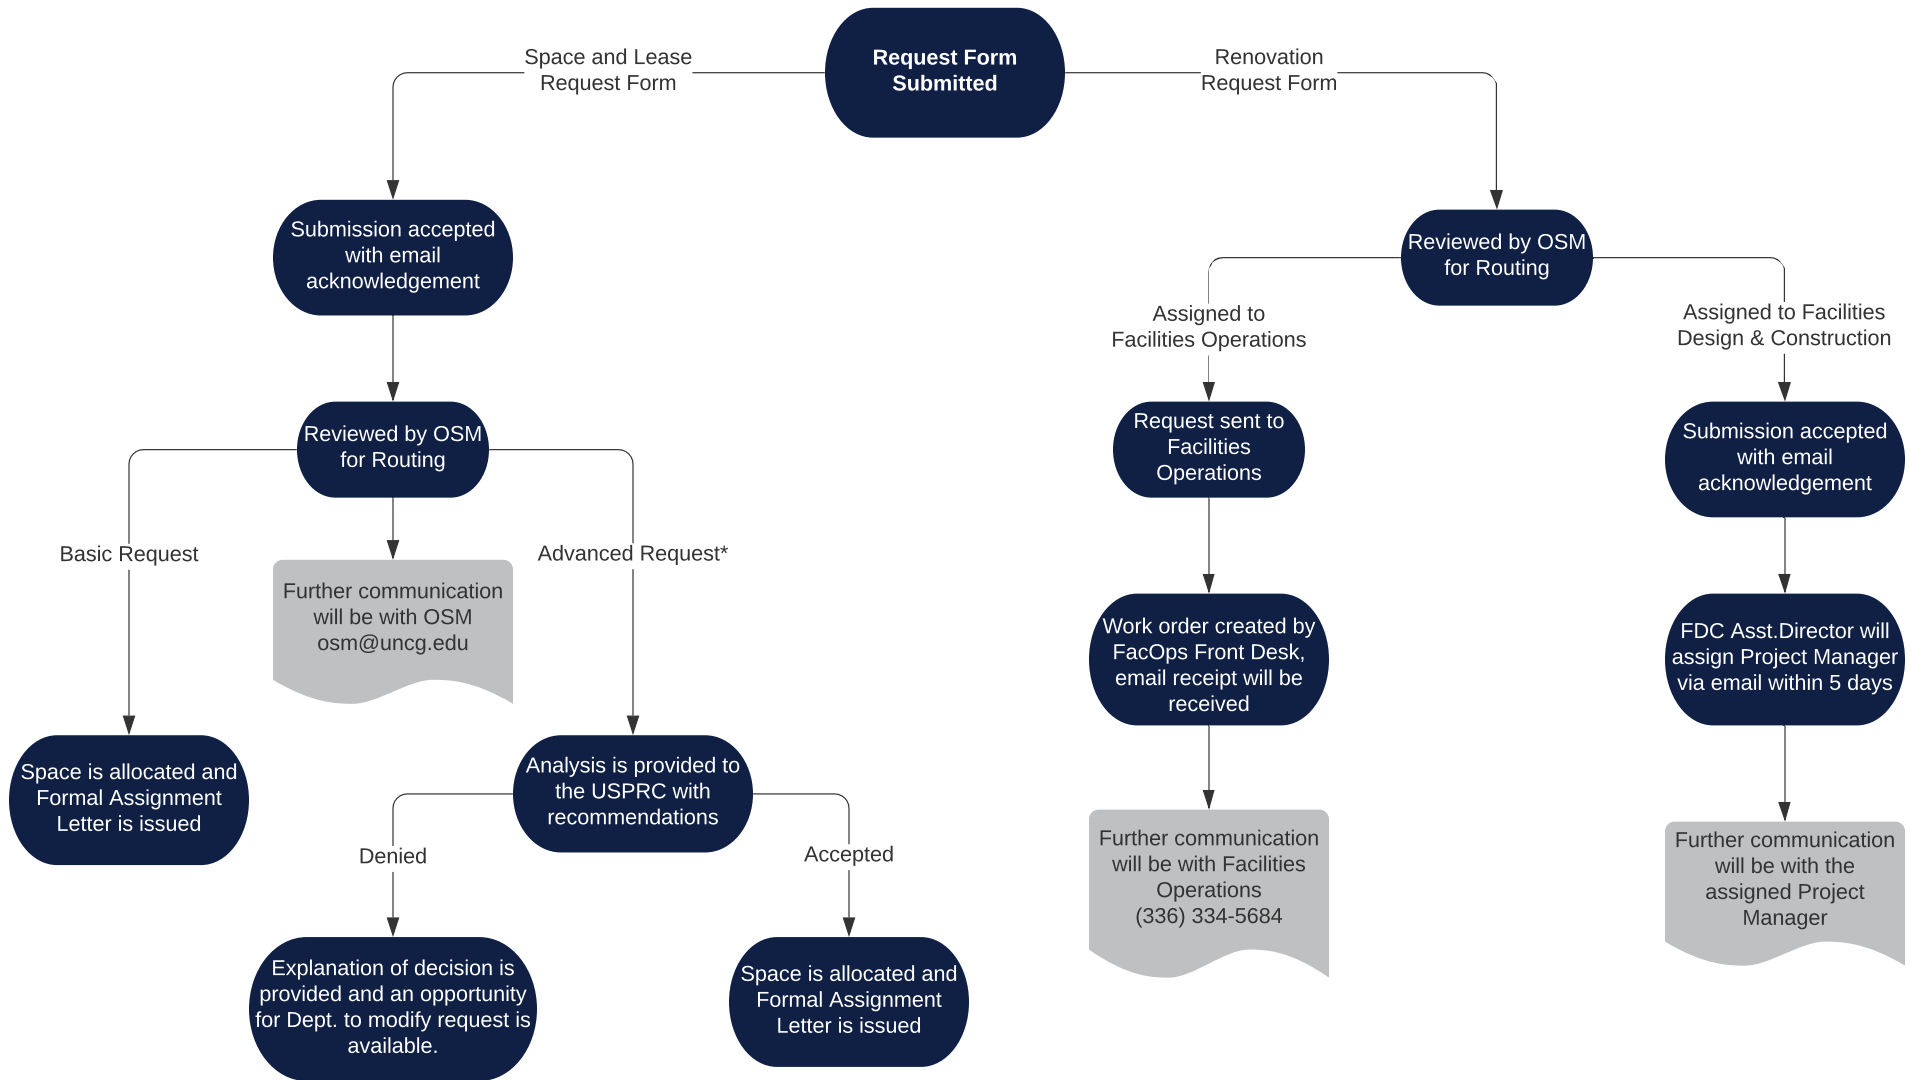 Request Form
Submitted
Space and Lease
Request Form
Renovation
Request Form
Submission accepted
with email
acknowledgement
Reviewed by OSM
for Routing
Basic Request
Further communication
will be with OSM
osm@uncg.edu
Advanced Request*
Space is allocated and
Formal Assignment
Letter is issued
Analysis is provided to
the USPRC with
recommendations
Denied
Accepted
Explanation of decision is
provided and an opportunity
for Dept. to modify request is
available.
Space is allocated and
Formal Assignment
Letter is issued
Reviewed by OSM
for Routing
Assigned to
Facilities Operations
Request sent to
Facilities
Operations
Work order created by
FacOps Front Desk,
email receipt will be
received
Further communication
will be with Facilities
Operations
(336) 334-5684
Assigned to Facilities
Design & Construction
Submission accepted
with email
acknowledgement
FDC Asst.Director will
assign Project Manager
via email within 5 days
Further communication
will be with the
assigned Project
Manager